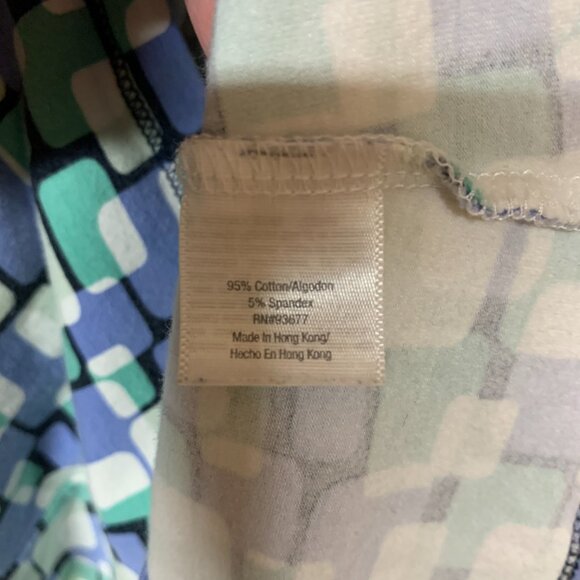 95% Cotton/Algodon
5% Spandex
RN#93677
Made In Hong Kong/
Hecho En Hong Kong